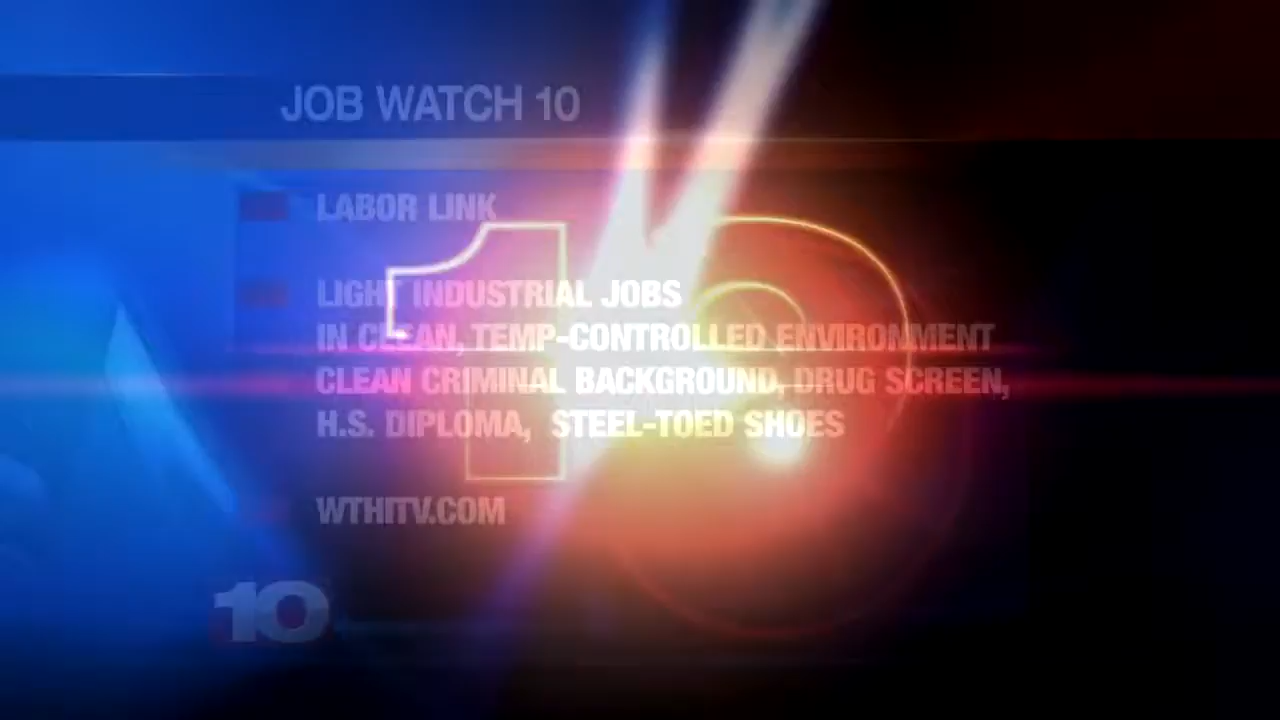 JOB WATCH 10
LABOR LINK
LIGHT INDUSTRIAL JOBS
IN CLEAN, TEMP-CONTROLLED ENVIRONMENT
CLEAN CRIMINAL BACKGROUND, DRUG SCREEN,
H.S. DIPLOMA, STEEL-TOED SHOES
WTHITV.COM
10
10